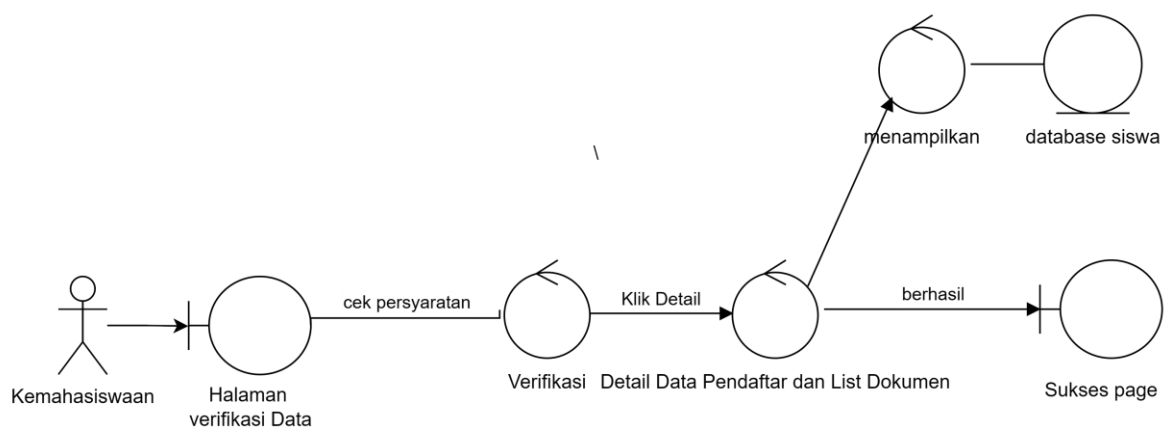 menampilkan
database siswa
\
cek persyaratan
Klik Detail
berhasil
Kemahasiswaan
Halaman
verifikasi Data
Verifikasi
Detail Data Pendaftar dan List Dokumen
Sukses page